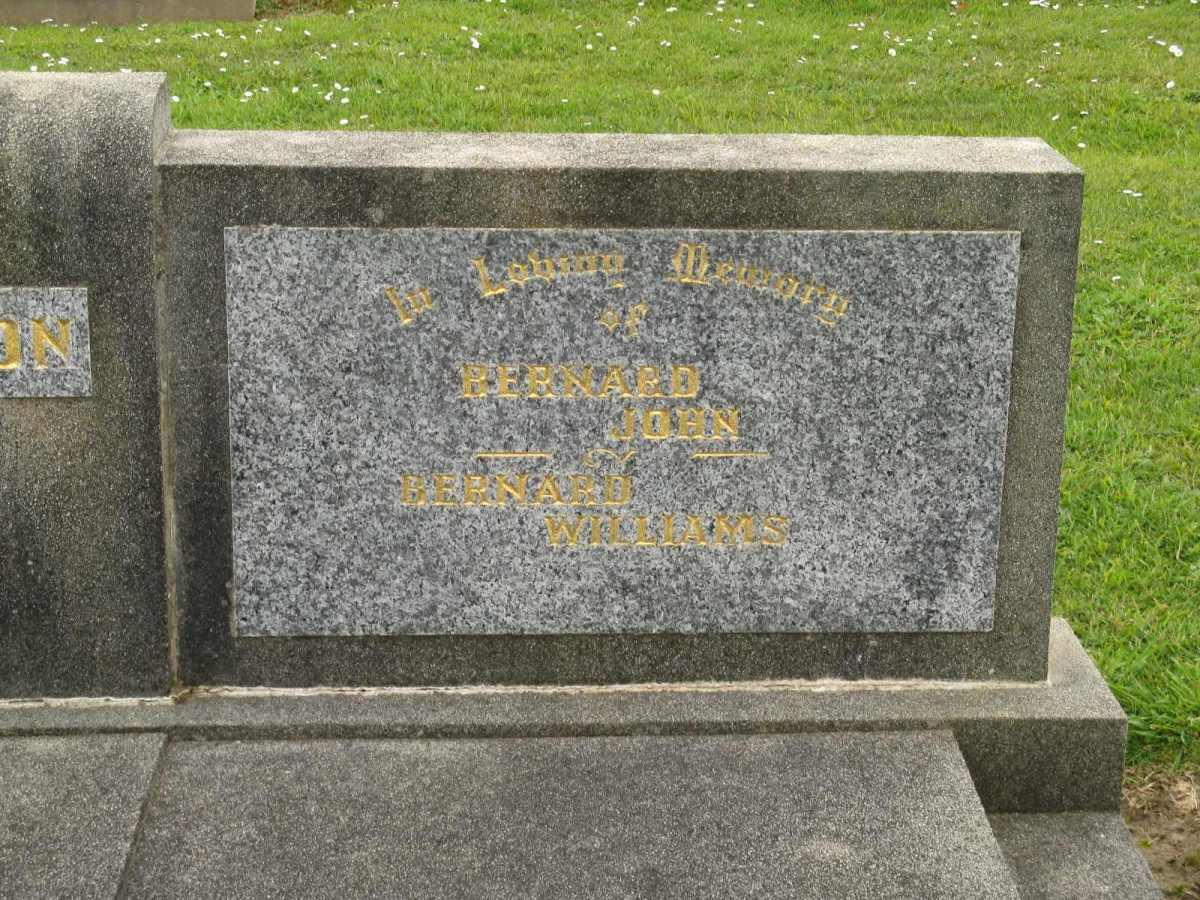 ON
In Loving Memory
of
BERNARD
JOHN
BERNARD
WILLIAMS